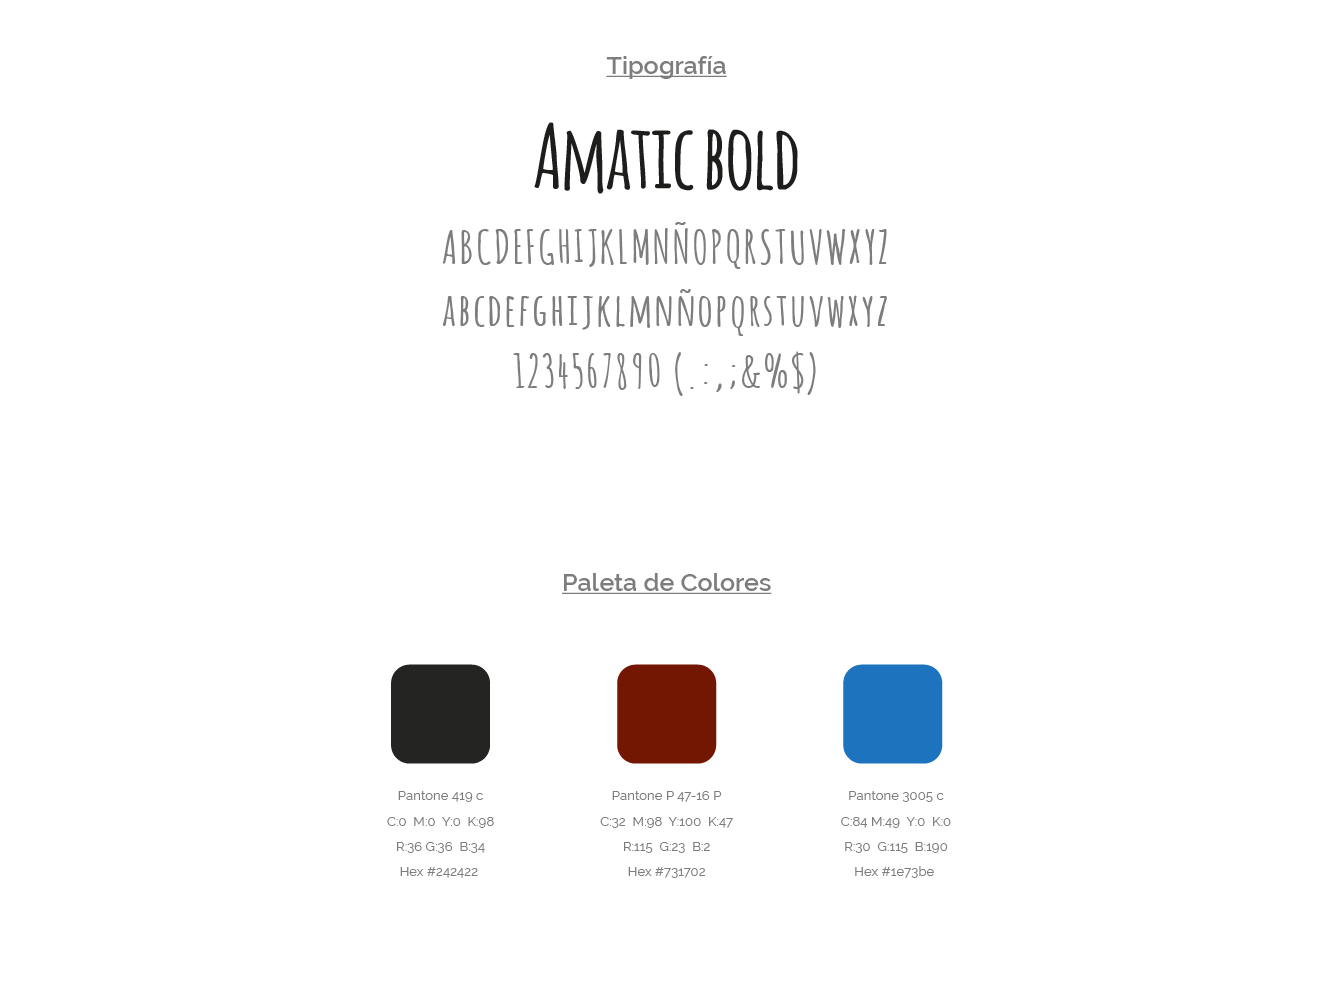 Tipografía
Amatic Bold
ABCDEFGHIJKLMNÑOPQRSTUVWXYZ
abcdefghijklmnñopqrstuvwxyz
1234567890 (.:,;&%$)
Paleta de Colores
Pantone 419 c
C:0 M:0 Y:0 K:98
R:36 G:36 B:34
Hex #242422
Pantone P 47-16 P
C:32 M:98 Y:100 K:47
R:115 G:23 B:2
Hex #731702
Pantone 3005 c
C:84 M:49 Y:0 K:0
R:30 G:115 B:190
Hex #1e73be